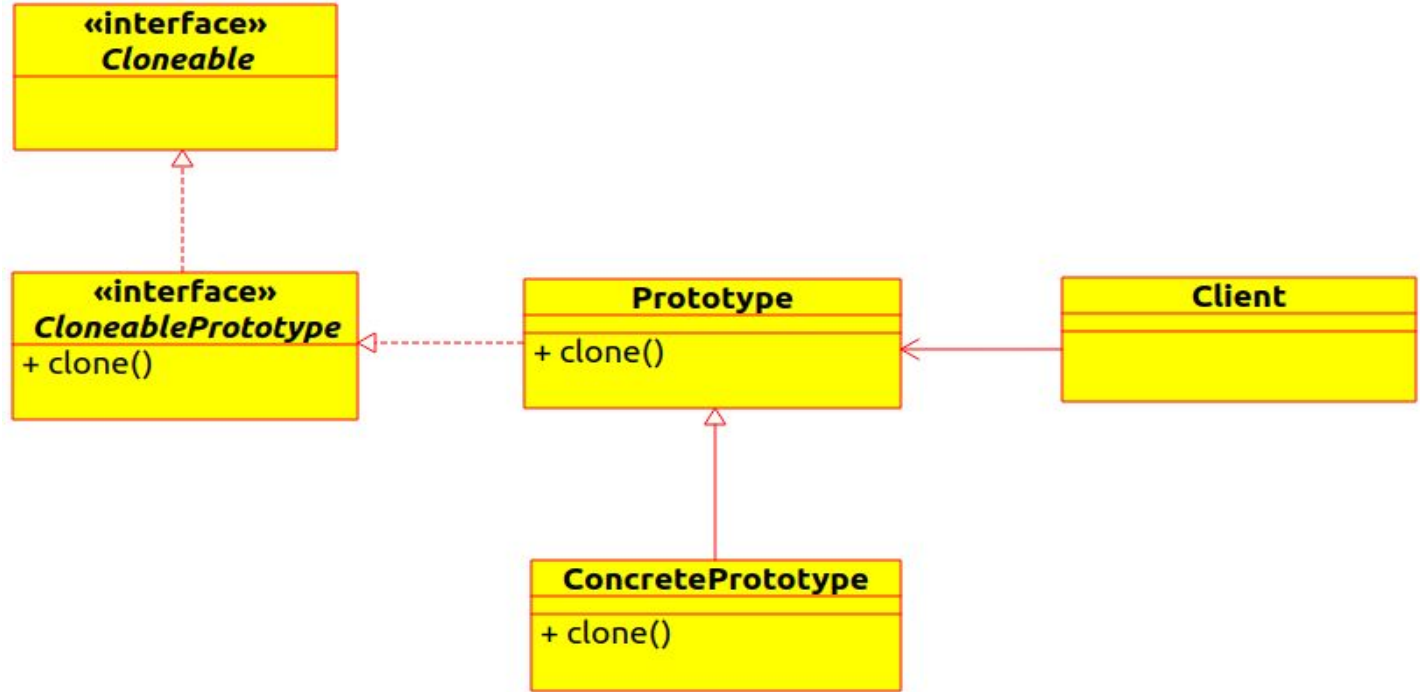 «interface»
Cloneable
«interface»
CloneablePrototype
+ clone()
Prototype
+ clone()
Client
ConcretePrototype
+ clone()